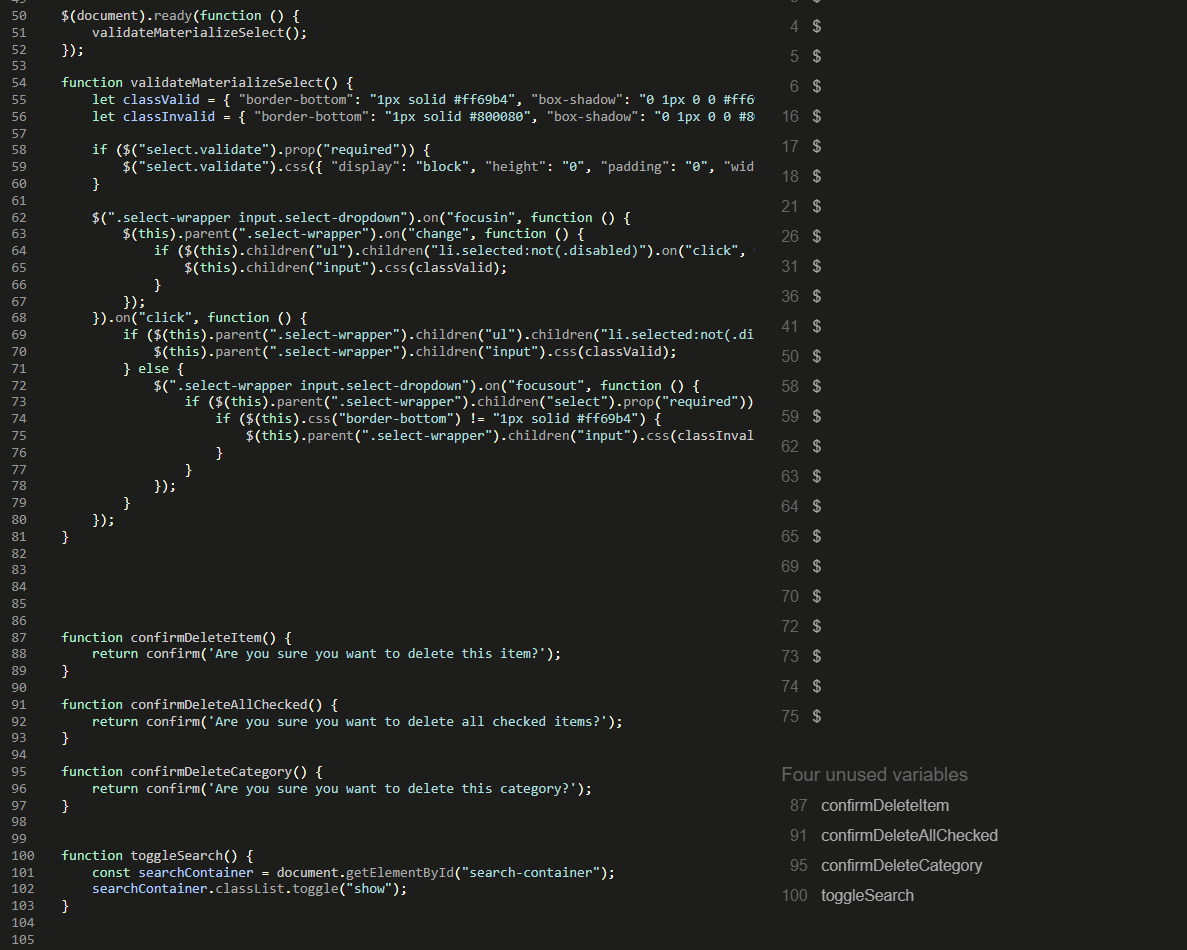 50 $(document).ready(function () {
51 validateMaterializeSelect();
52 });
53
54 function validateMaterializeSelect() {
55 let classValid = { "border-bottom": "1px solid #ff69b4", "box-shadow": "0 1px 0 0 #ff6
56 let classInvalid = { "border-bottom": "1px solid #800080", "box-shadow": "0 1px 0 0 #80
57
58 if ($("select.validate").prop("required")) {
59 $("select.validate").css({ "display": "block", "height": "0", "padding": "0", "wid
60 }
61
62 $(".select-wrapper input.select-dropdown").on("focusin", function () {
63 $(this).parent(".select-wrapper").on("change", function () {
64 if ($(this).children("ul").children("li.selected:not(.disabled)").on("click",
65 $(this).children("input").css(classValid);
66 }
67 });
68 }).on("click", function () {
69 if ($(this).parent(".select-wrapper").children("ul").children("li.selected:not(.di
70 $(this).parent(".select-wrapper").children("input").css(classValid);
71 } else {
72 $(".select-wrapper input.select-dropdown").on("focusout", function () {
73 if ($(this).parent(".select-wrapper").children("select").prop("required"))
74 if ($(this).css("border-bottom") != "1px solid #ff69b4") {
75 $(this).parent(".select-wrapper").children("input").css(classInval
76 }
77 }
78 });
79 }
80 });
81 }
82
83
84
85
86
87 function confirmDeleteItem() {
88 return confirm('Are you sure you want to delete this item?');
89 }
90
91 function confirmDeleteAllChecked() {
92 return confirm('Are you sure you want to delete all checked items?');
93 }
94
95 function confirmDeleteCategory() {
96 return confirm('Are you sure you want to delete this category?');
97 }
98
99
100 function toggleSearch() {
101 const searchContainer = document.getElementById("search-container");
102 searchContainer.classList.toggle("show");
103 }
104
105
4 $
5 $
6 $
16 $
17 $
18 $
21 $
26 $
31 $
36 $
41 $
50 $
58 $
59 $
62 $
63 $
64 $
65 $
69 $
70 $
72 $
73 $
74 $
75 $
Four unused variables
87 confirmDeleteItem
91 confirmDeleteAllChecked
95 confirmDeleteCategory
100 toggleSearch